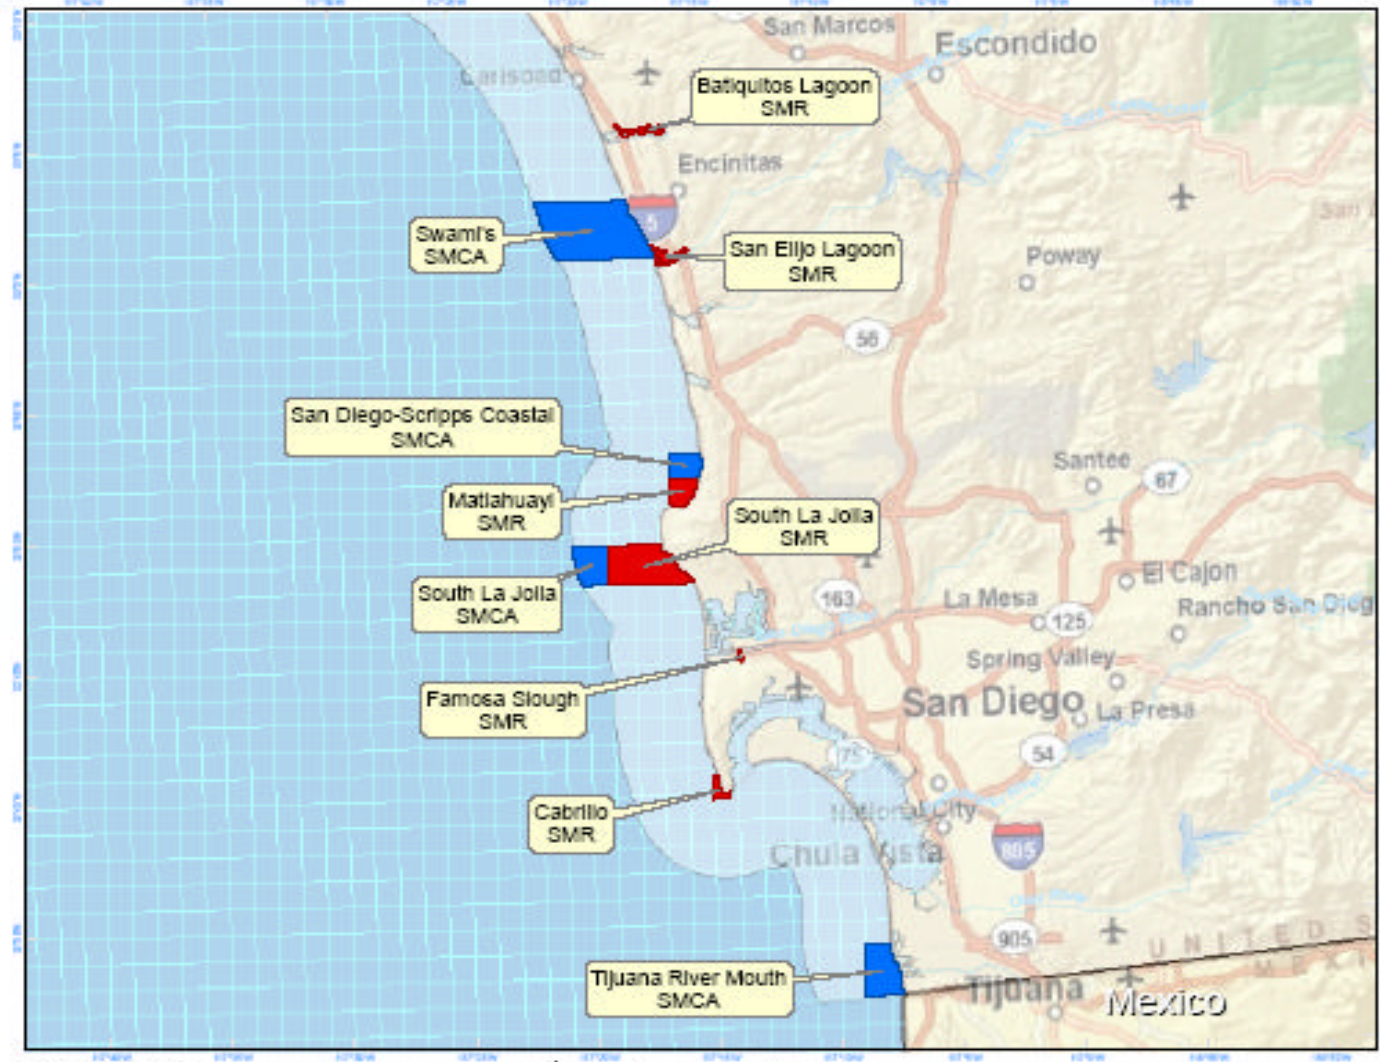 San Marcos
Escondido
Carlsbad
Batiquitos Lagoon
SMR
Encinitas
5
Swami's
SMCA
San Elijo Lagoon
SMR
Poway
56
San Diego-Scripps Coastal
SMCA
Santee
67
Matlahuayl
SMR
South La Jolla
SMR
El Cajon
South La Jolla
SMCA
163
La Mesa
125
Rancho San Dieg
Spring Valley
Famosa Slough
SMR
San Diego
La Presa
75
54
Cabrillo
SMR
National City
Chula Vista
805
905
UNITED S
MEXI
Tijuana River Mouth
SMCA
Tijuana
Mexico